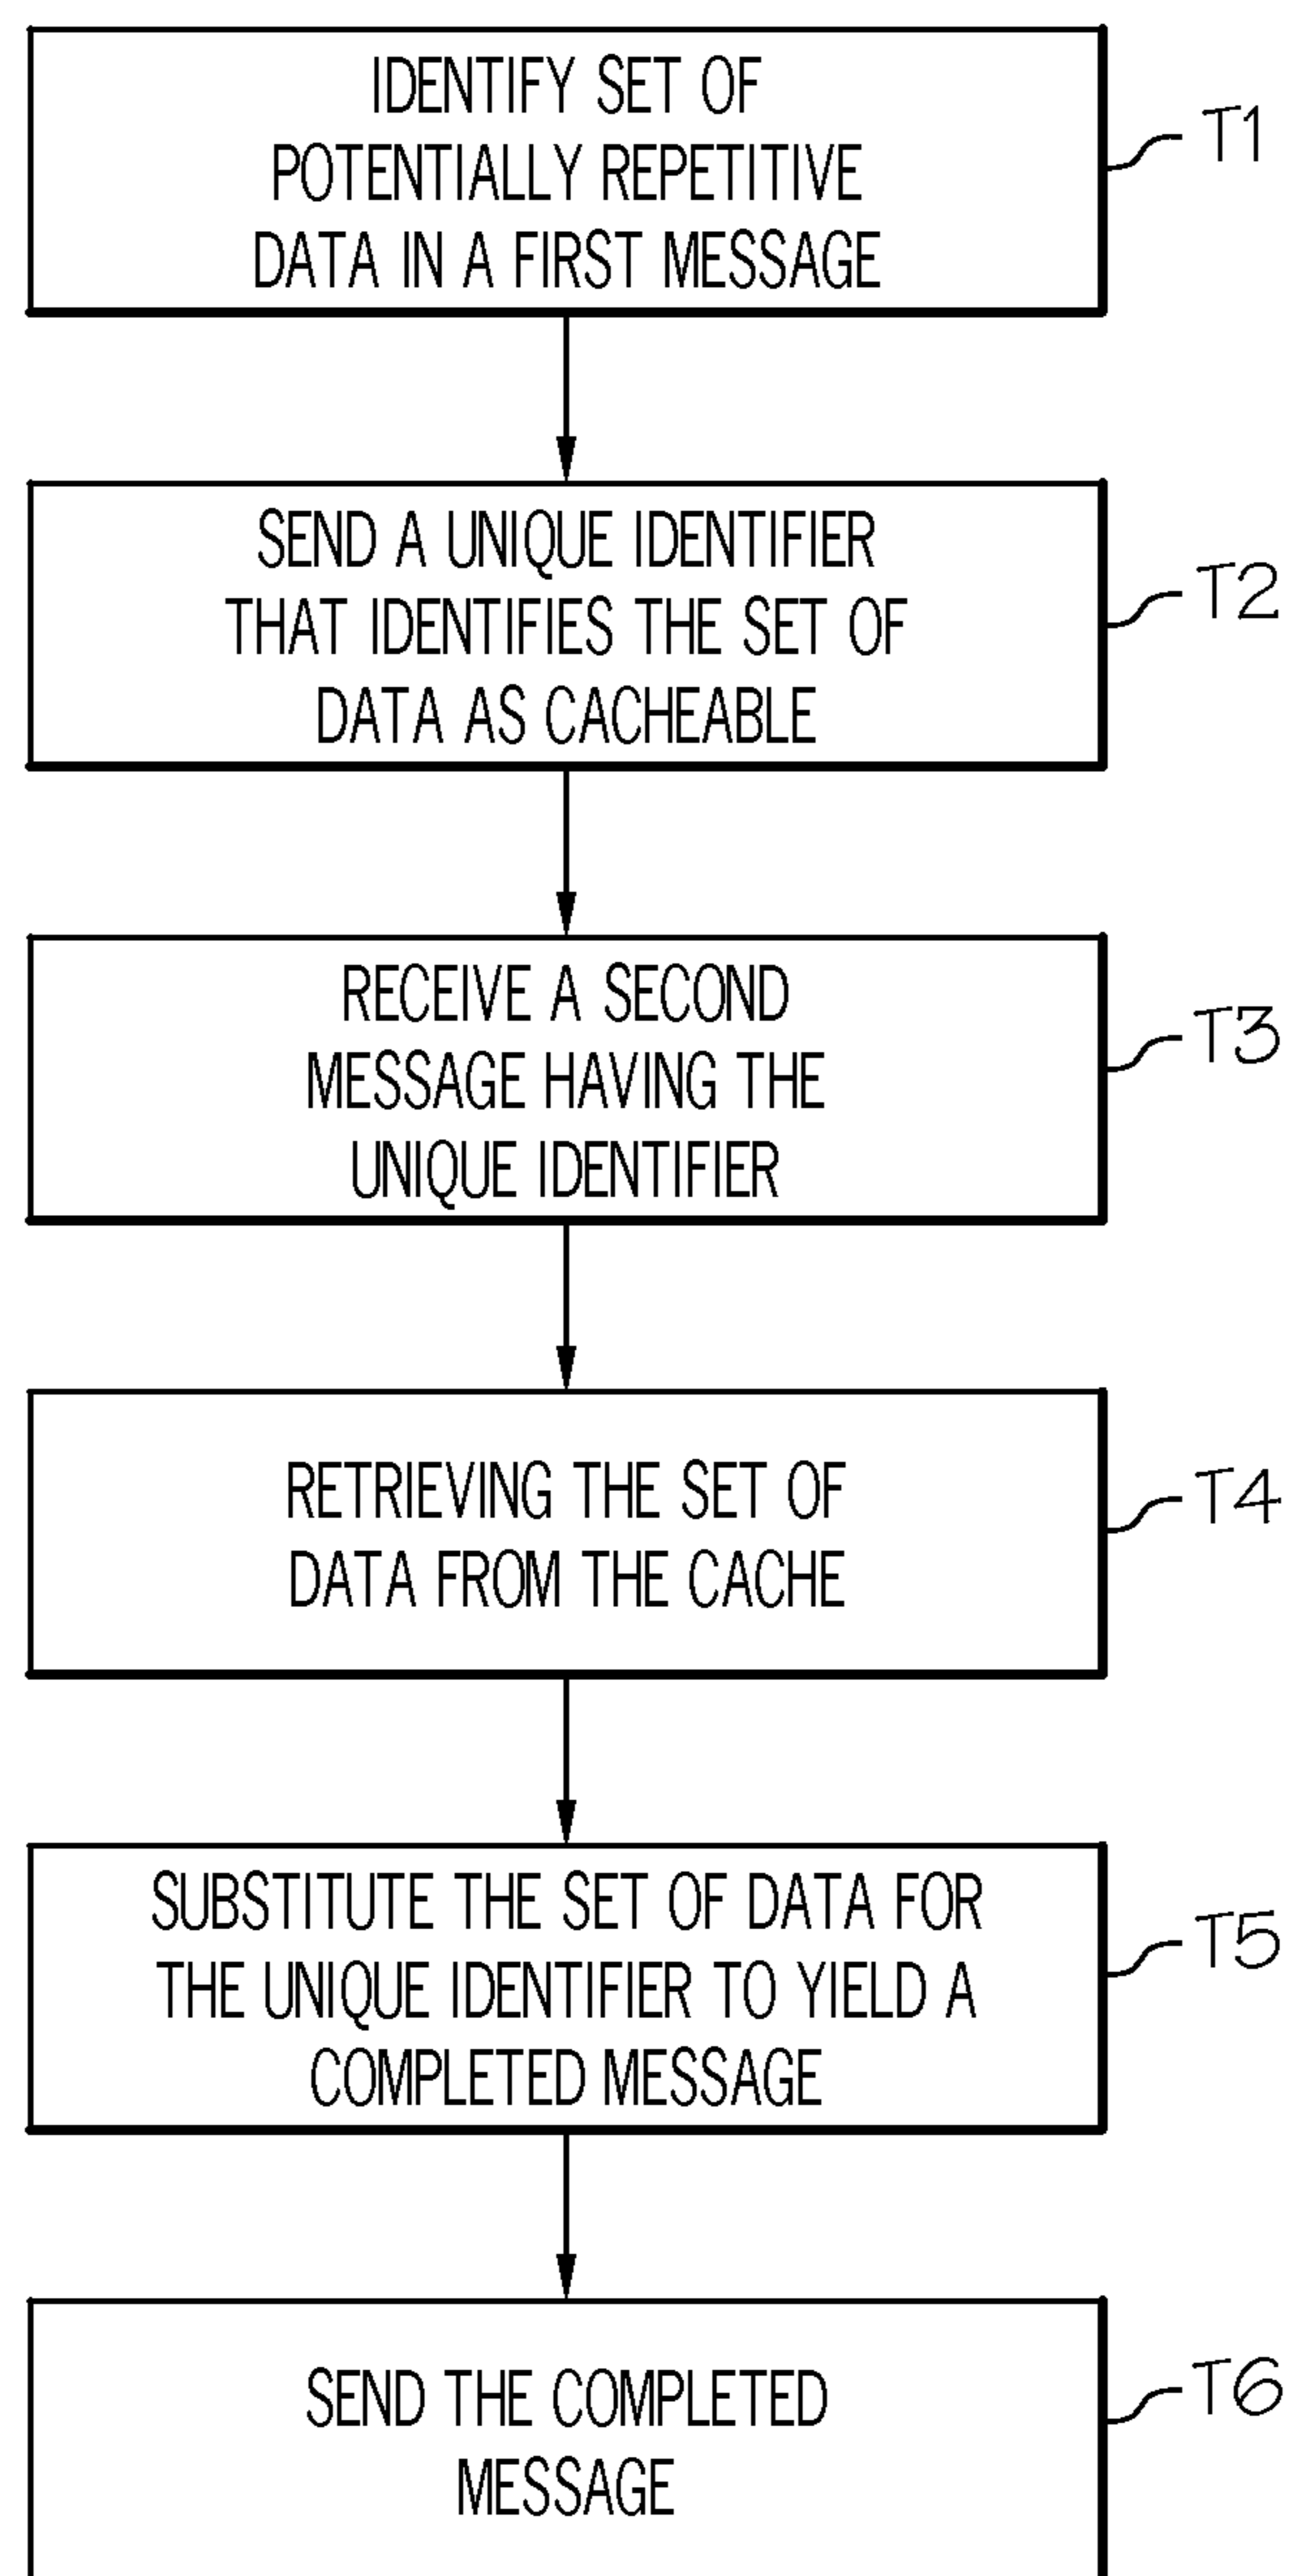 IDENTIFY SET OF
POTENTIALLY REPETITIVE
DATA IN A FIRST MESSAGE
T1
SEND A UNIQUE IDENTIFIER
THAT IDENTIFIES THE SET OF
DATA AS CACHEABLE
T2
RECEIVE A SECOND
MESSAGE HAVING THE
UNIQUE IDENTIFIER
T3
RETRIEVING THE SET OF
DATA FROM THE CACHE
T4
SUBSTITUTE THE SET OF DATA FOR
THE UNIQUE IDENTIFIER TO YIELD A
COMPLETED MESSAGE
T5
SEND THE COMPLETED
MESSAGE
T6